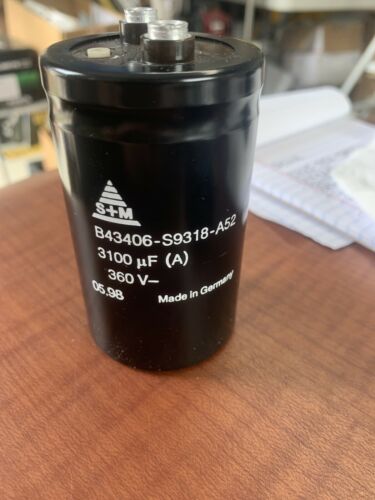 S+M
B43406-S9318-A52
3100 µF (A)
360 V–
05.98 Made in Germany